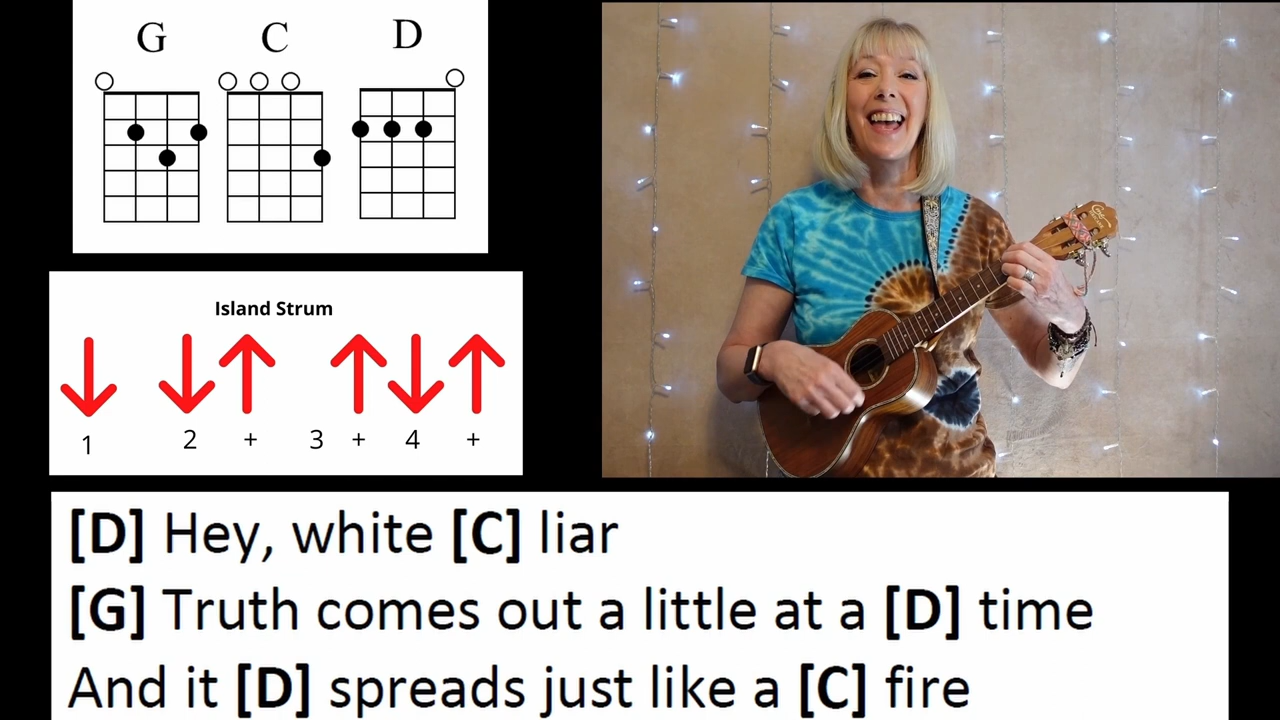 G C D
Island Strum
1 2 + 3 + 4 +
[D] Hey, white [C] liar
[G] Truth comes out a little at a [D] time
And it [D] spreads just like a [C] fire